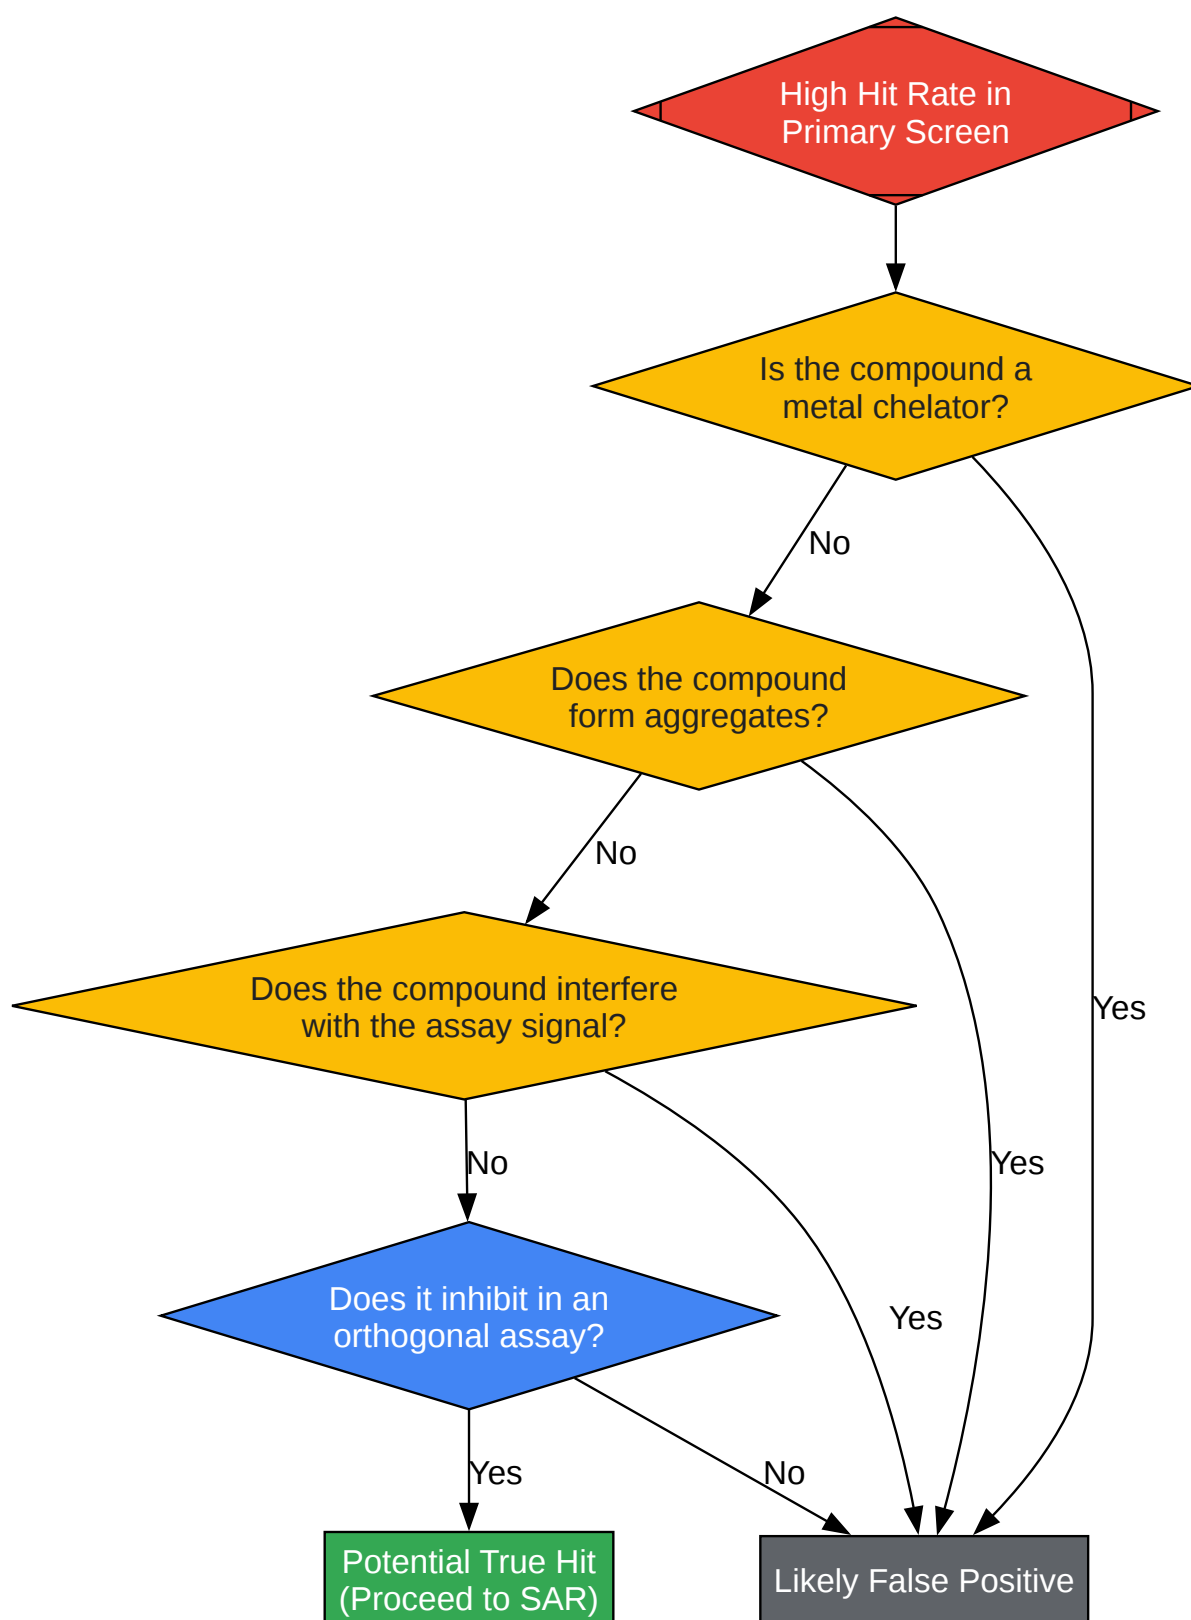 High Hit Rate in
Primary Screen
Is the compound a
metal chelator?
No
Does the compound
form aggregates?
No
Does the compound interfere
with the assay signal?
Yes
No
Yes
Does it inhibit in an
orthogonal assay?
Yes
Yes
No
Potential True Hit
(Proceed to SAR)
Likely False Positive